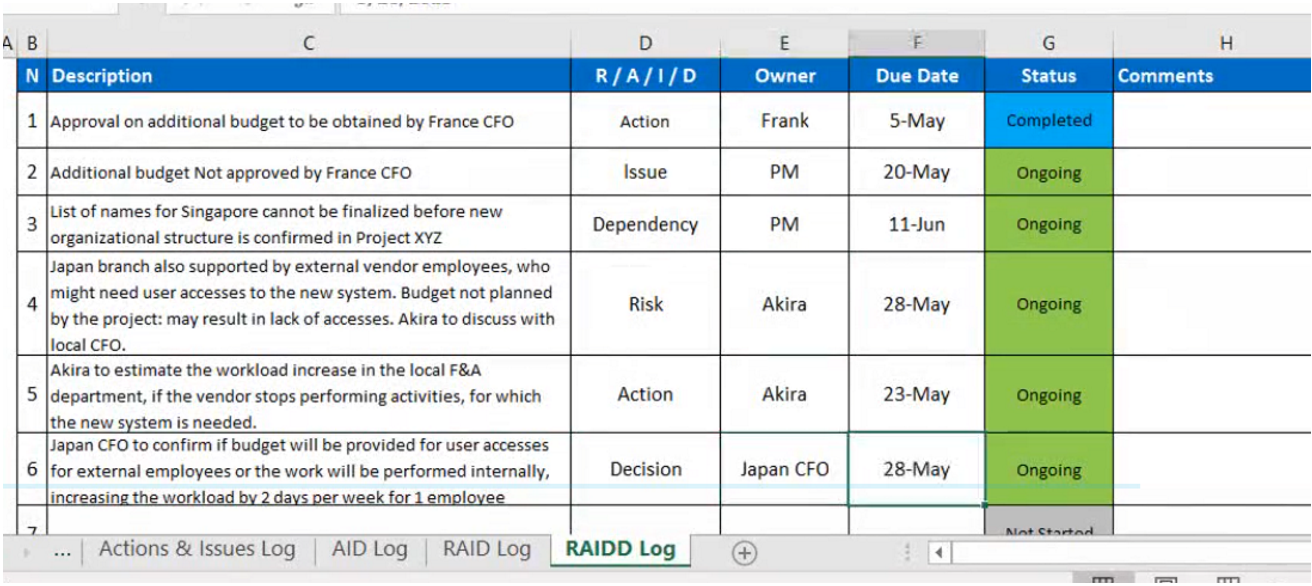 A B C D E F G H
N Description R / A / I / D Owner Due Date Status Comments
1 Approval on additional budget to be obtained by France CFO Action Frank 5-May Completed
2 Additional budget Not approved by France CFO Issue PM 20-May Ongoing
3 List of names for Singapore cannot be finalized before new
organizational structure is confirmed in Project XYZ Dependency PM 11-Jun Ongoing
4 Japan branch also supported by external vendor employees, who
might need user accesses to the new system. Budget not planned
by the project: may result in lack of accesses. Akira to discuss with
local CFO. Risk Akira 28-May Ongoing
5 Akira to estimate the workload increase in the local F&A
department, if the vendor stops performing activities, for which
the new system is needed. Action Akira 23-May Ongoing
6 Japan CFO to confirm if budget will be provided for user accesses
for external employees or the work will be performed internally,
increasing the workload by 2 days per week for 1 employee Decision Japan CFO 28-May Ongoing
7 Not Started
... Actions & Issues Log AID Log RAID Log RAIDD Log